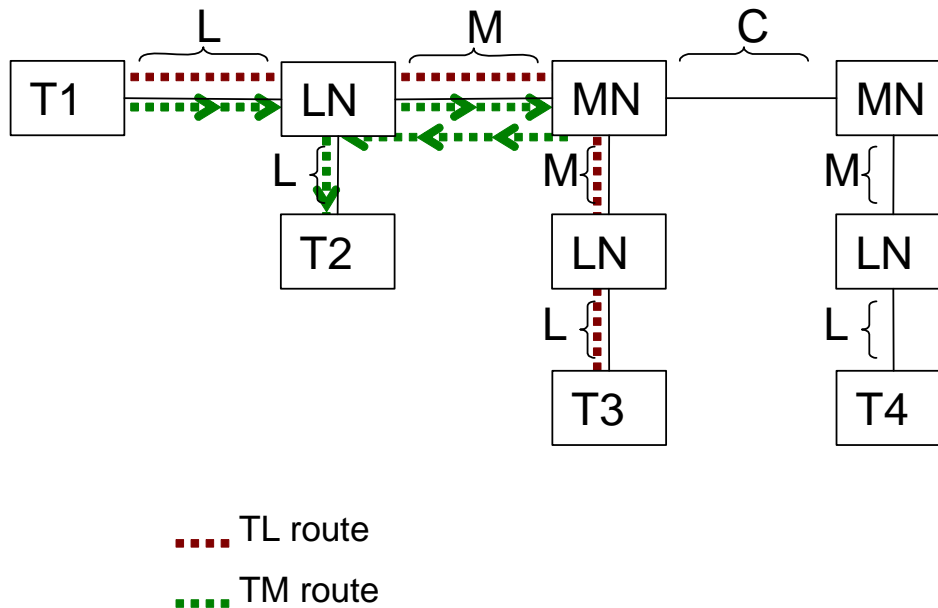 L M C
T1 LN MN MN
L M M
T2 LN LN
L L
T3 T4
TL route
TM route